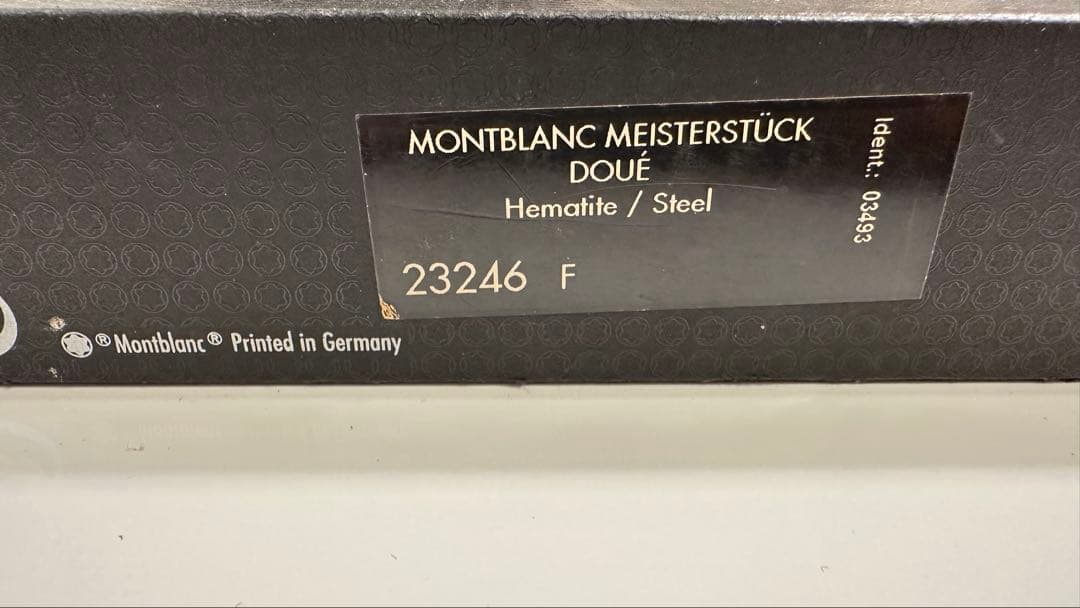 MONTBLANC MEISTERSTÜCK
DOUÉ
Hematite / Steel
23246 F
Ident.: 03493
® Montblanc® Printed in Germany